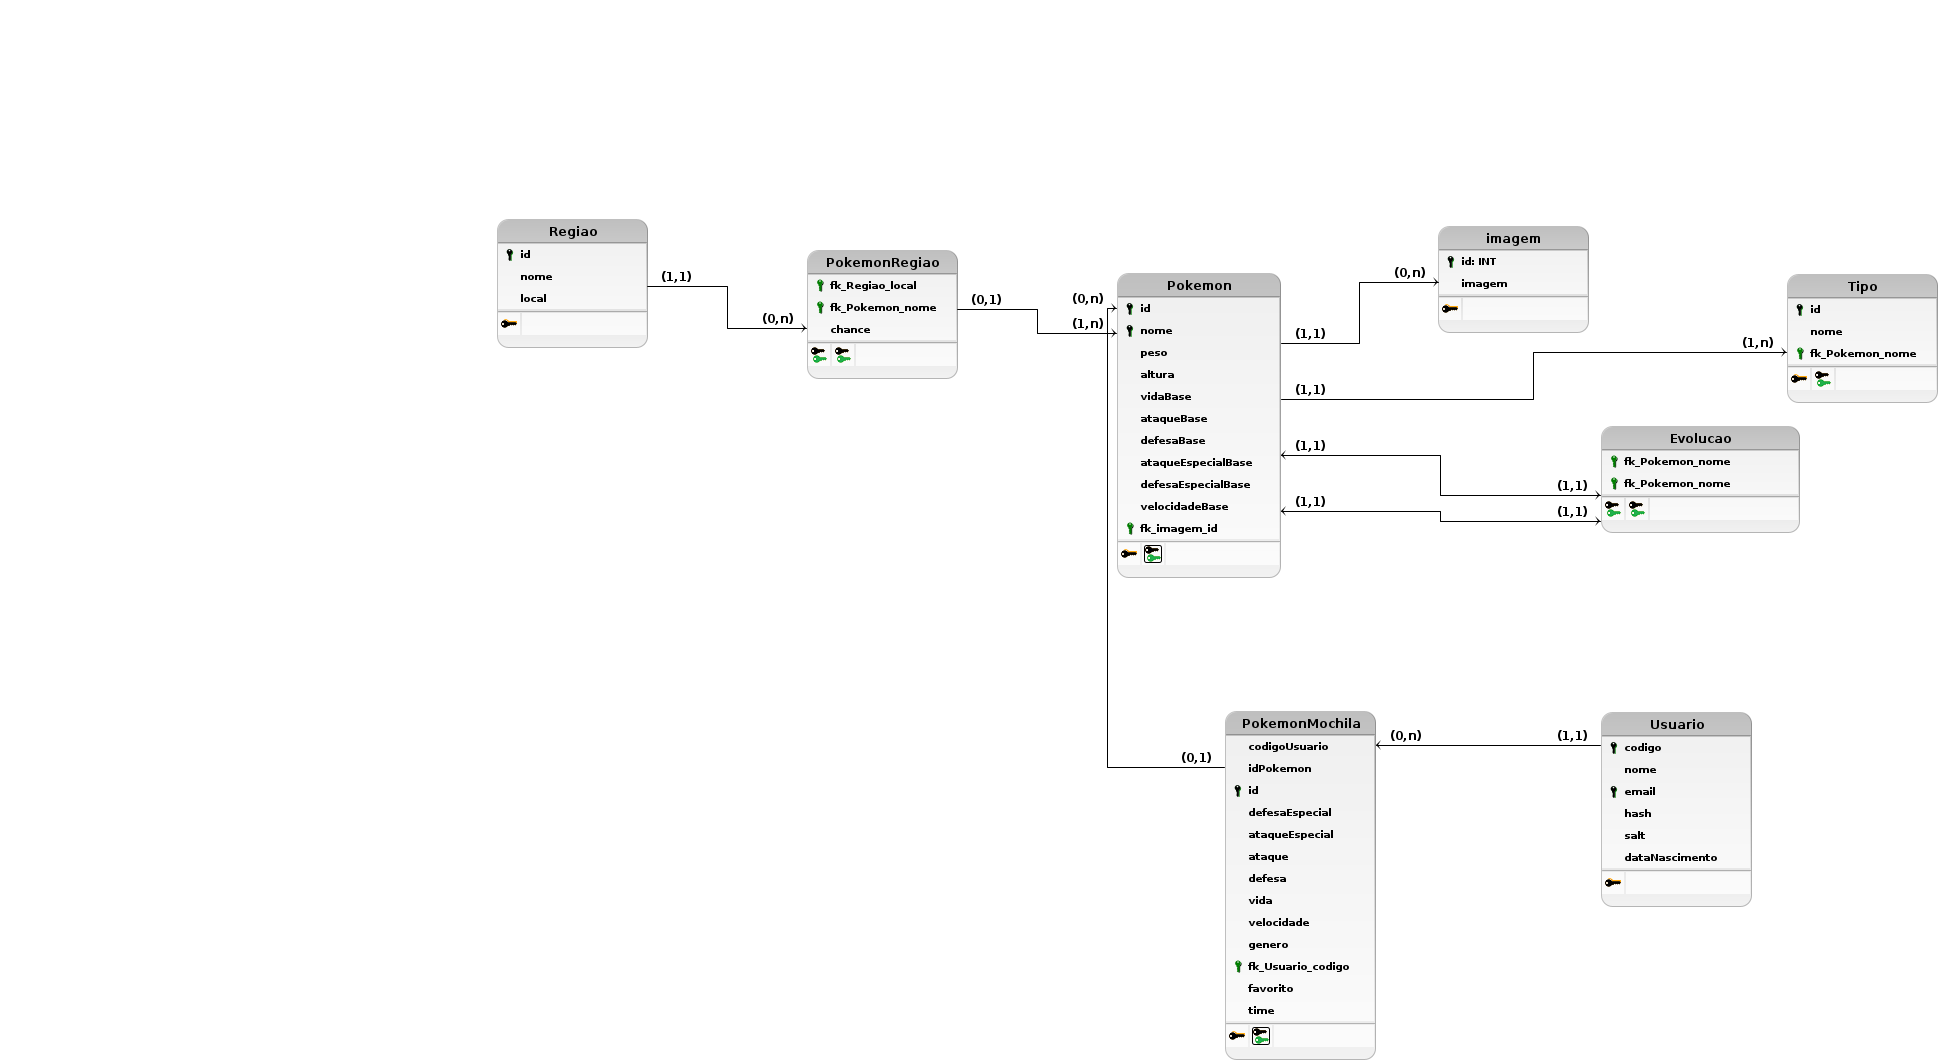 Regiao
id
nome
local
(1,1)
(0,n)
PokemonRegiao
fk_Regiao_local
fk_Pokemon_nome
chance
(0,1)
(0,n)
(1,n)
Pokemon
id
nome
peso
altura
vidaBase
ataqueBase
defesaBase
ataqueEspecialBase
defesaEspecialBase
velocidadeBase
fk_imagem_id
(1,1)
(0,n)
(1,1)
(1,n)
(1,1)
(1,1)
(1,1)
(1,1)
imagem
id: INT
imagem
Tipo
id
nome
fk_Pokemon_nome
Evolucao
fk_Pokemon_nome
fk_Pokemon_nome
(0,1)
PokemonMochila
codigoUsuario
idPokemon
id
defesaEspecial
ataqueEspecial
ataque
defesa
vida
velocidade
genero
fk_Usuario_codigo
favorito
time
(0,n)
(1,1)
Usuario
codigo
nome
email
hash
salt
dataNascimento